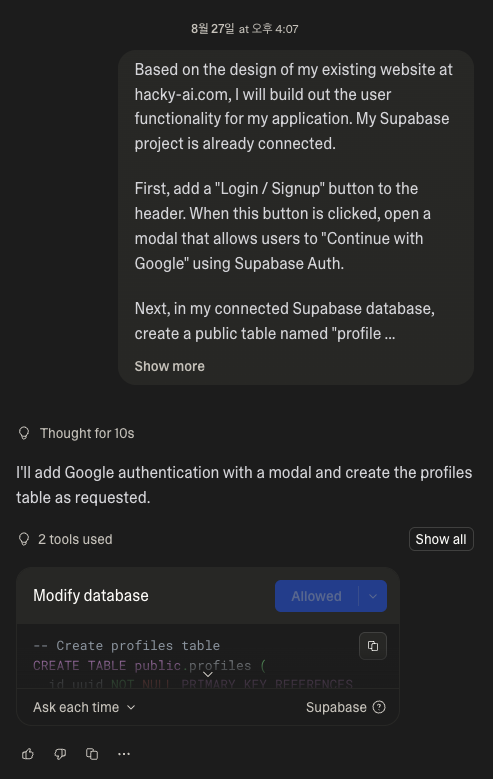 8월 27일 at 오후 4:07
Based on the design of my existing website at
hacky-ai.com, I will build out the user
functionality for my application. My Supabase
project is already connected.
First, add a "Login / Signup" button to the
header. When this button is clicked, open a
modal that allows users to "Continue with
Google" using Supabase Auth.
Next, in my connected Supabase database,
create a public table named "profile ...
Show more
Thought for 10s
I'll add Google authentication with a modal and create the profiles
table as requested.
2 tools used
Show all
Modify database
Allowed
-- Create profiles table
CREATE TABLE public.profiles (
id uuid NOT NULL PRIMARY KEY REFERENCES
Ask each time
Supabase